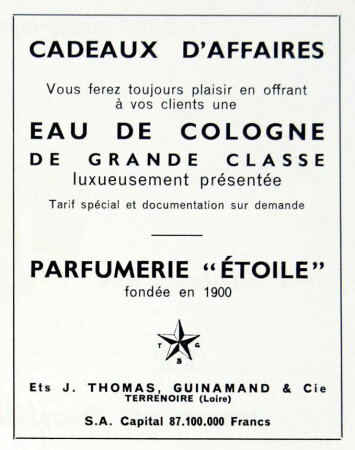 CADEAUX D'AFFAIRES
Vous ferez toujours plaisir en offrant
à vos clients une
EAU DE COLOGNE
DE GRANDE CLASSE
luxueusement présentée
Tarif spécial et documentation sur demande
PARFUMERIE "ÉTOILE"
fondée en 1900
T G
&
Ets J. THOMAS, GUINAMAND & Cie
TERRENOIRE (Loire)
S.A. Capital 87.100.000 Francs